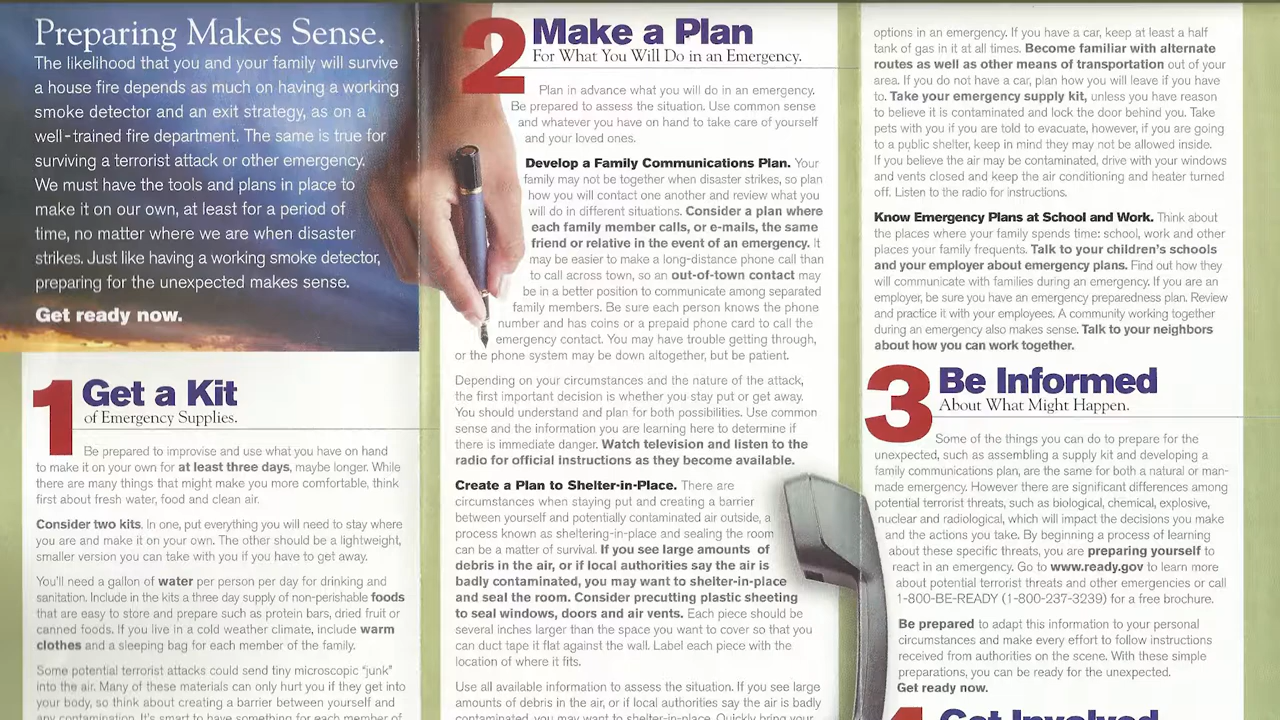 Preparing Makes Sense.
The likelihood that you and your family will survive
a house fire depends as much on having a working
smoke detector and an exit strategy, as on a
well-trained fire department. The same is true for
surviving a terrorist attack or other emergency.
We must have the tools and plans in place to
make it on our own, at least for a period of
time, no matter where we are when disaster
strikes. Just like having a working smoke detector,
preparing for the unexpected makes sense.
Get ready now.
1 Get a Kit
of Emergency Supplies.
Be prepared to improvise and use what you have on hand
to make it on your own for at least three days, maybe longer. While
there are many things that might make you more comfortable, think
first about fresh water, food and clean air.
Consider two kits. In one, put everything you will need to stay where
you are and make it on your own. The other should be a lightweight,
smaller version you can take with you if you have to get away.
You'll need a gallon of water per person per day for drinking and
sanitation. Include in the kits a three day supply of non-perishable foods
that are easy to store and prepare such as protein bars, dried fruit or
canned foods. If you live in a cold weather climate, include warm
clothes and a sleeping bag for each member of the family.
Some potential terrorist attacks could send tiny microscopic "junk"
into the air. Many of these materials can only hurt you if they get into
your body, so think about creating a barrier between yourself and
any contamination. It's smart to have something for each member of
2 Make a Plan
For What You Will Do in an Emergency.
Plan in advance what you will do in an emergency.
Be prepared to assess the situation. Use common sense
and whatever you have on hand to take care of yourself
and your loved ones.
Develop a Family Communications Plan. Your
family may not be together when disaster strikes, so plan
how you will contact one another and review what you
will do in different situations. Consider a plan where
each family member calls, or e-mails, the same
friend or relative in the event of an emergency. It
may be easier to make a long-distance phone call than
to call across town, so an out-of-town contact may
be in a better position to communicate among separated
family members. Be sure each person knows the phone
number and has coins or a prepaid phone card to call the
emergency contact. You may have trouble getting through,
or the phone system may be down altogether, but be patient.
Depending on your circumstances and the nature of the attack,
the first important decision is whether you stay put or get away.
You should understand and plan for both possibilities. Use common
sense and the information you are learning here to determine if
there is immediate danger. Watch television and listen to the
radio for official instructions as they become available.
Create a Plan to Shelter-in-Place. There are
circumstances when staying put and creating a barrier
between yourself and potentially contaminated air outside, a
process known as sheltering-in-place and sealing the room
can be a matter of survival. If you see large amounts of
debris in the air, or if local authorities say the air is
badly contaminated, you may want to shelter-in-place
and seal the room. Consider precutting plastic sheeting
to seal windows, doors and air vents. Each piece should be
several inches larger than the space you want to cover so that you
can duct tape it flat against the wall. Label each piece with the
location of where it fits.
Use all available information to assess the situation. If you see large
amounts of debris in the air, or if local authorities say the air is badly
contaminated, you may want to shelter-in-place. Quickly bring your
options in an emergency. If you have a car, keep at least a half
tank of gas in it at all times. Become familiar with alternate
routes as well as other means of transportation out of your
area. If you do not have a car, plan how you will leave if you have
to. Take your emergency supply kit, unless you have reason
to believe it is contaminated and lock the door behind you. Take
pets with you if you are told to evacuate, however, if you are going
to a public shelter, keep in mind they may not be allowed inside.
If you believe the air may be contaminated, drive with your windows
and vents closed and keep the air conditioning and heater turned
off. Listen to the radio for instructions.
Know Emergency Plans at School and Work. Think about
the places where your family spends time: school, work and other
places your family frequents. Talk to your children's schools
and your employer about emergency plans. Find out how they
will communicate with families during an emergency. If you are an
employer, be sure you have an emergency preparedness plan. Review
and practice it with your employees. A community working together
during an emergency also makes sense. Talk to your neighbors
about how you can work together.
3 Be Informed
About What Might Happen.
Some of the things you can do to prepare for the
unexpected, such as assembling a supply kit and developing a
family communications plan, are the same for both a natural or man-
made emergency. However there are significant differences among
potential terrorist threats, such as biological, chemical, explosive,
nuclear and radiological, which will impact the decisions you make
and the actions you take. By beginning a process of learning
about these specific threats, you are preparing yourself to
react in an emergency. Go to www.ready.gov to learn more
about potential terrorist threats and other emergencies or call
1-800-BE-READY (1-800-237-3239) for a free brochure.
Be prepared to adapt this information to your personal
circumstances and make every effort to follow instructions
received from authorities on the scene. With these simple
preparations, you can be ready for the unexpected.
Get ready now.
4 Get Involved